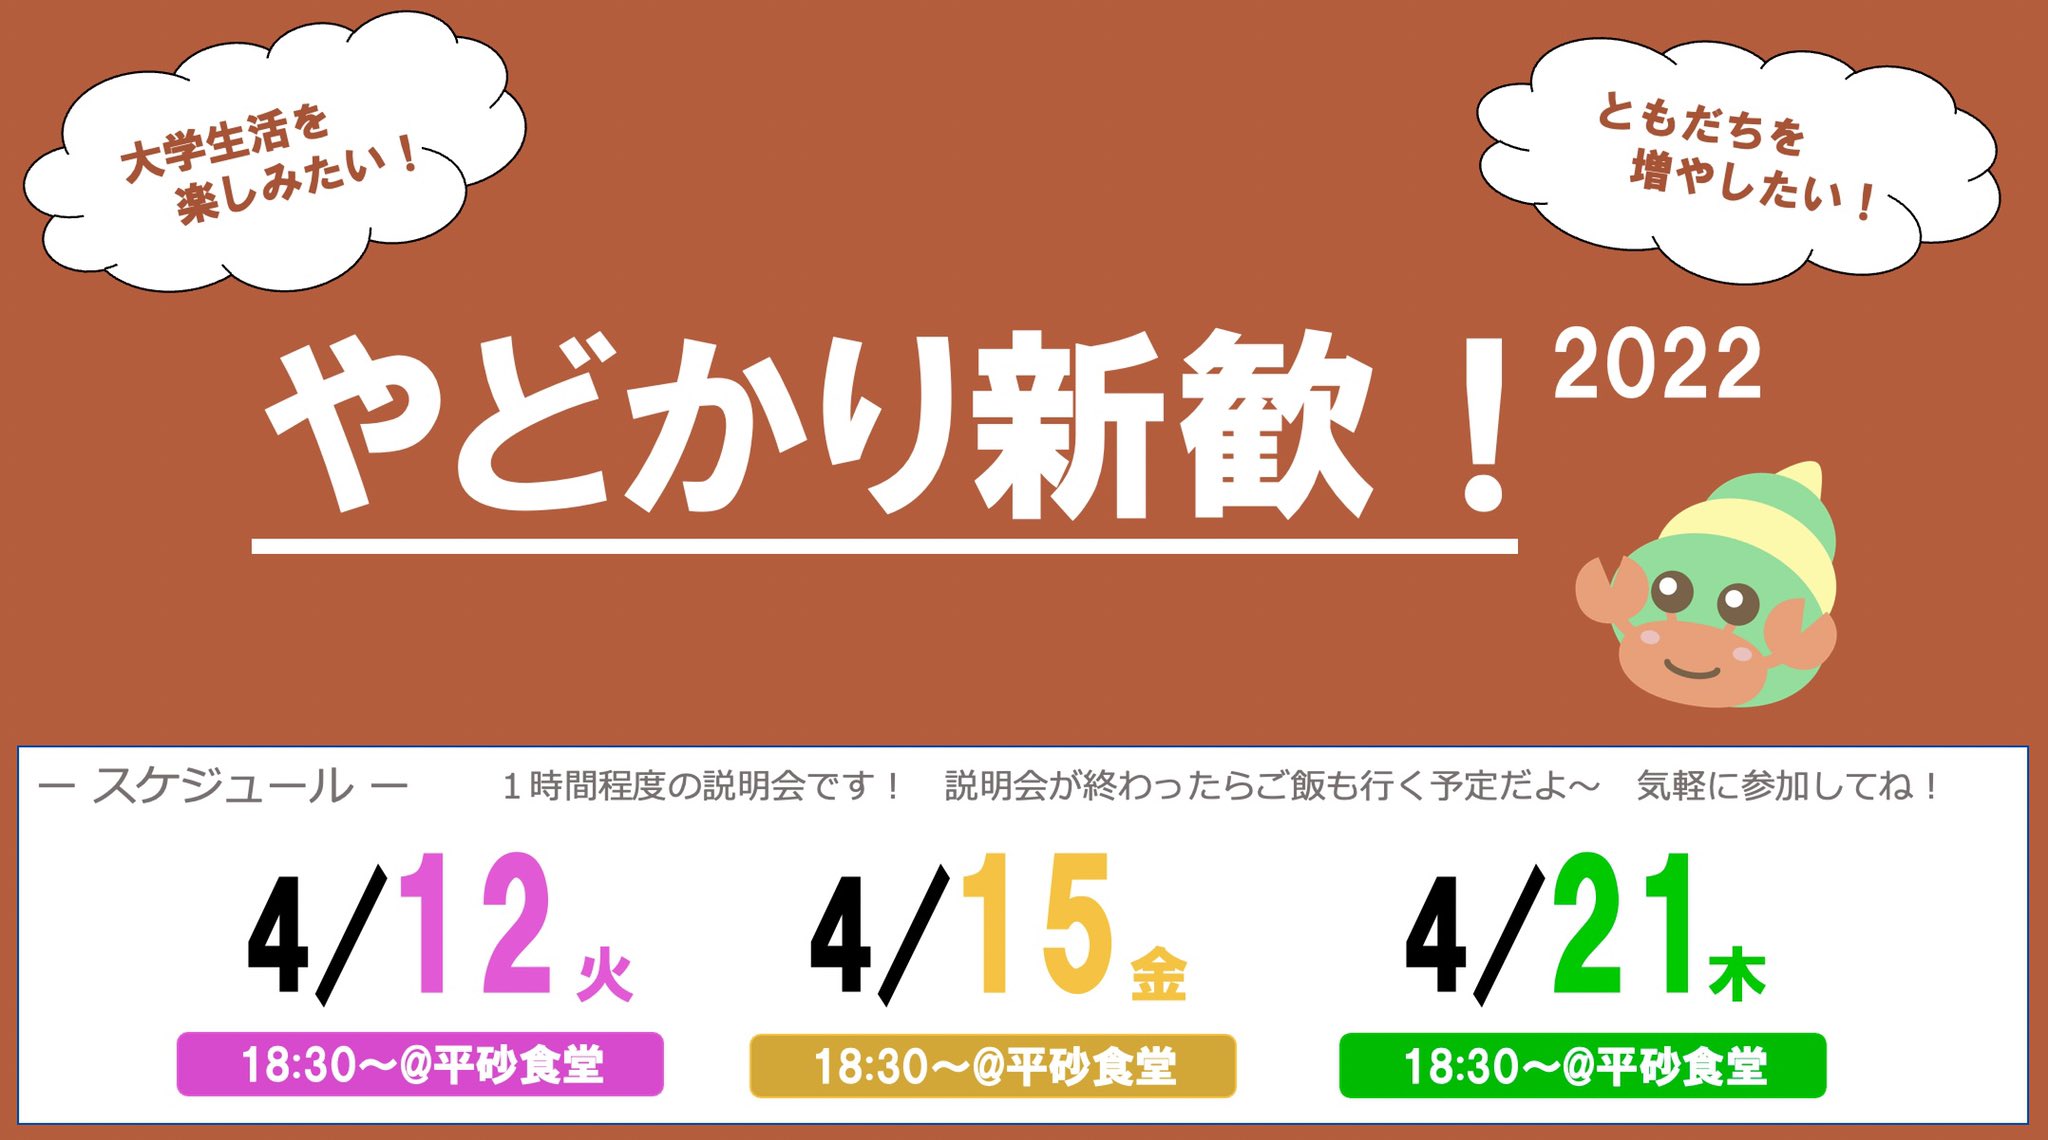 大学生活を
楽しみたい！
ともだちを
増やしたい！
やどかり新歓！2022
ー スケジュール ー
１時間程度の説明会です！　説明会が終わったらご飯も行く予定だよ～　気軽に参加してね！
4/12火
4/15金
4/21木
18:30～@平砂食堂
18:30～@平砂食堂
18:30～@平砂食堂